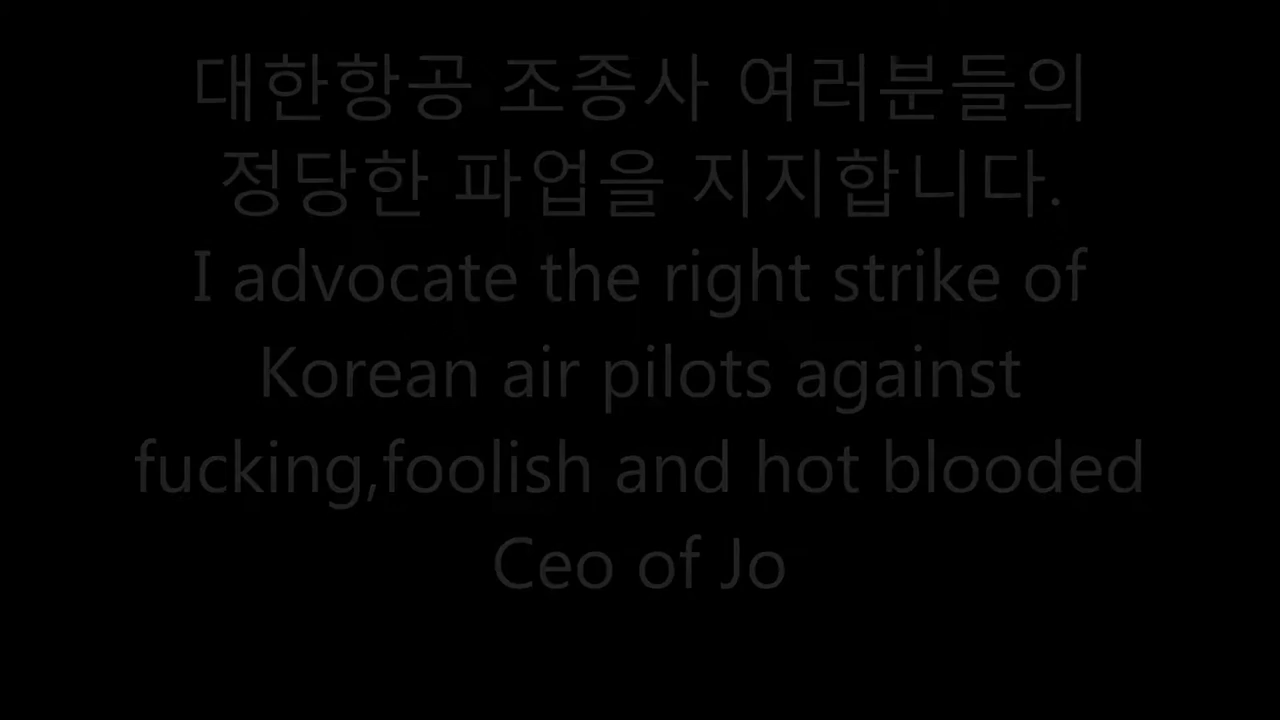 대한항공 조종사 여러분들의
정당한 파업을 지지합니다.
I advocate the right strike of
Korean air pilots against
fucking,foolish and hot blooded
Ceo of Jo